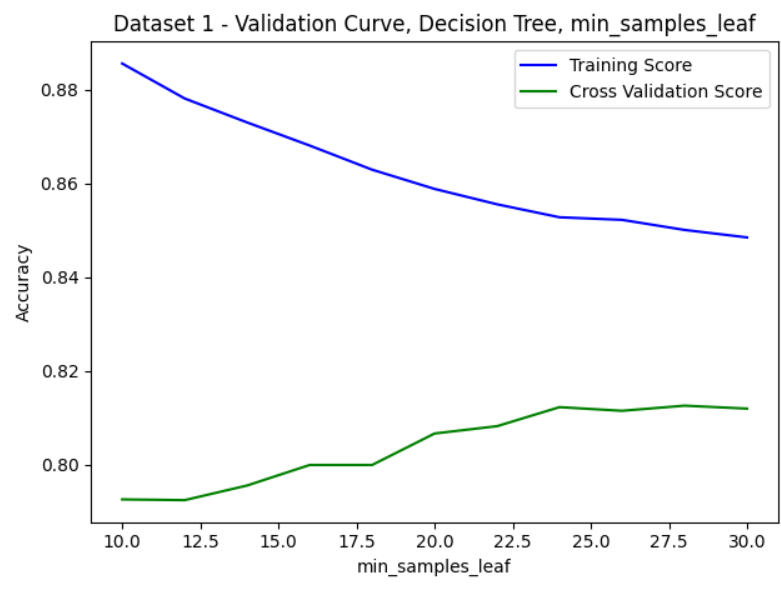 Dataset 1 - Validation Curve, Decision Tree, min_samples_leaf
Training Score
Cross Validation Score
Accuracy
0.88
0.86
0.84
0.82
0.80
10.0 12.5 15.0 17.5 20.0 22.5 25.0 27.5 30.0
min_samples_leaf